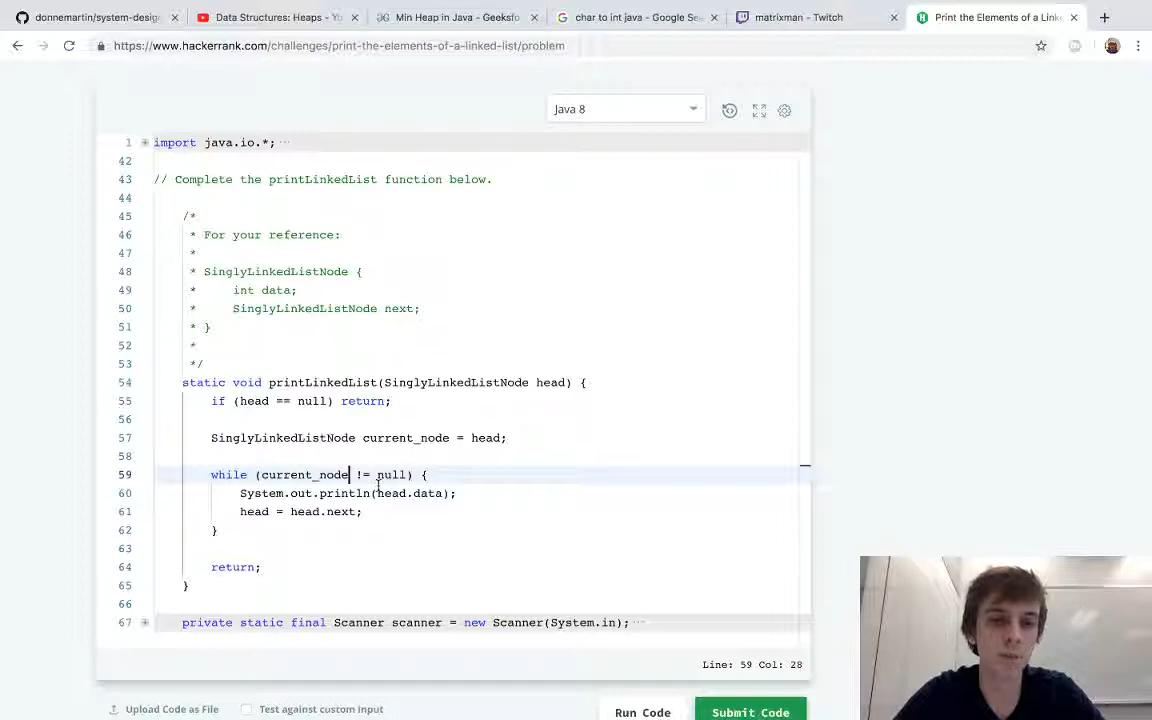 donnemartin/system-desig
Data Structures: Heaps - Yo
Min Heap in Java - Geeksfo
char to int java - Google Sea
matrixman - Twitch
Print the Elements of a Linke
https://www.hackerrank.com/challenges/print-the-elements-of-a-linked-list/problem
Java 8
1 import java.io.*; ...
42
43 // Complete the printLinkedList function below.
44
45 /*
46 * For your reference:
47 *
48 * SinglyLinkedListNode {
49 * int data;
50 * SinglyLinkedListNode next;
51 * }
52 *
53 */
54 static void printLinkedList(SinglyLinkedListNode head) {
55 if (head == null) return;
56
57 SinglyLinkedListNode current_node = head;
58
59 while (current_node != null) {
60 System.out.println(head.data);
61 head = head.next;
62 }
63
64 return;
65 }
66
67 private static final Scanner scanner = new Scanner(System.in); ...
Line: 59 Col: 28
Upload Code as File
Test against custom input
Run Code
Submit Code